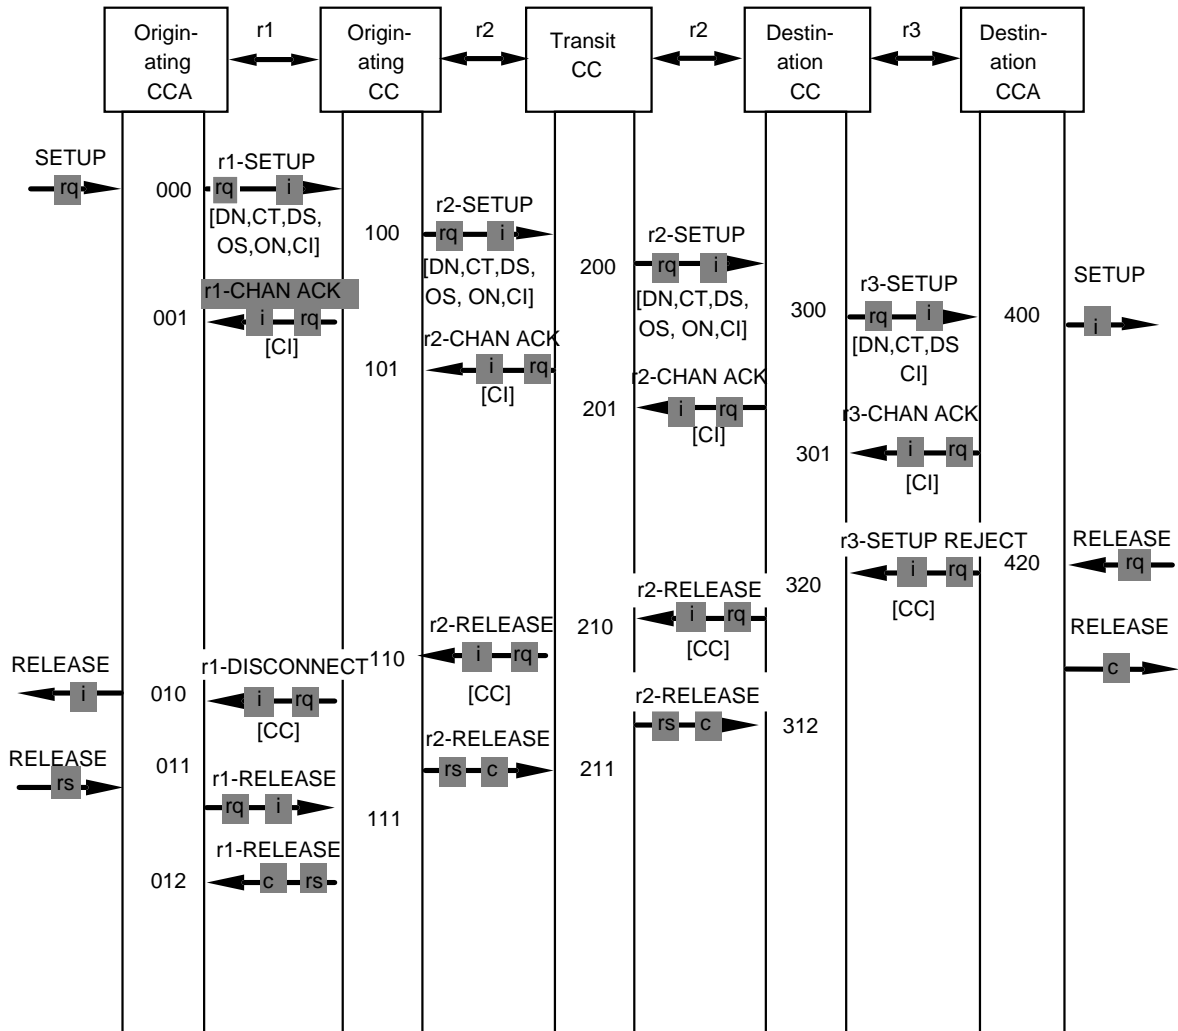 Origin-
ating
CCA
r1
Origin-
ating
CC
r2
Transit
CC
r2
Destin-
ation
CC
r3
Destin-
ation
CCA
SETUP
rq
000
r1-SETUP
rq i
[DN,CT,DS,
OS,ON,CI]
100
r2-SETUP
rq i
[DN,CT,DS,
OS, ON,CI]
200
r2-SETUP
rq i
[DN,CT,DS,
OS, ON,CI]
300
r3-SETUP
rq i
[DN,CT,DS
CI]
400
SETUP
i
r1-CHAN ACK
001
i rq
[CI]
101
r2-CHAN ACK
i rq
[CI]
201
r2-CHAN ACK
i rq
[CI]
301
r3-CHAN ACK
i rq
[CI]
r3-SETUP REJECT
i rq
[CC]
420
RELEASE
rq
320
r2-RELEASE
i rq
[CC]
210
RELEASE
c
r2-RELEASE
i rq
[CC]
110
r1-DISCONNECT
i rq
[CC]
010
RELEASE
i
r2-RELEASE
rs c
312
r2-RELEASE
rs c
211
RELEASE
rs
011
r1-RELEASE
rq i
111
r1-RELEASE
c rs
012